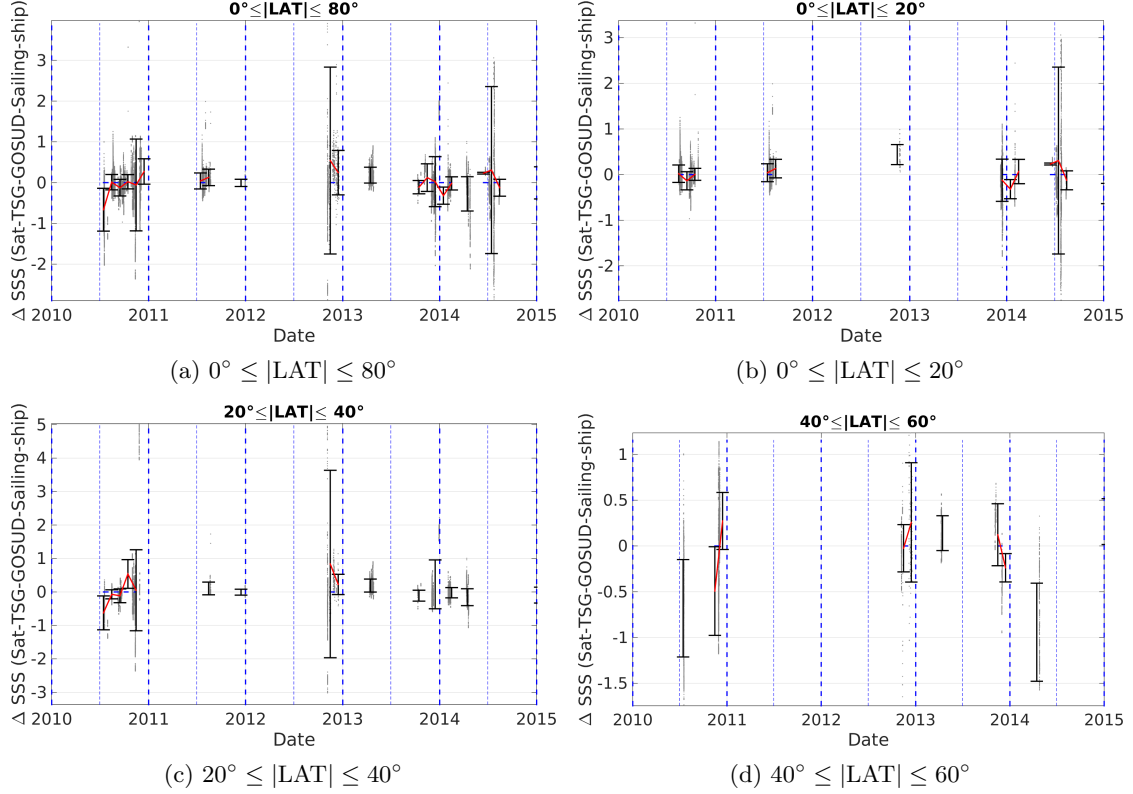 0°≤|LAT|≤ 80°
Δ SSS (Sat-TSG-GOSUD-Sailing-ship)
3
2
1
0
-1
-2
2010 2011 2012 2013 2014 2015
Date
(a) 0° ≤ |LAT| ≤ 80°
0°≤|LAT|≤ 20°
Δ SSS (Sat-TSG-GOSUD-Sailing-ship)
3
2
1
0
-1
-2
2010 2011 2012 2013 2014 2015
Date
(b) 0° ≤ |LAT| ≤ 20°
20°≤|LAT|≤ 40°
Δ SSS (Sat-TSG-GOSUD-Sailing-ship)
5
4
3
2
1
0
-1
-2
-3
2010 2011 2012 2013 2014 2015
Date
(c) 20° ≤ |LAT| ≤ 40°
40°≤|LAT|≤ 60°
Δ SSS (Sat-TSG-GOSUD-Sailing-ship)
1
0.5
0
-0.5
-1
-1.5
2010 2011 2012 2013 2014 2015
Date
(d) 40° ≤ |LAT| ≤ 60°